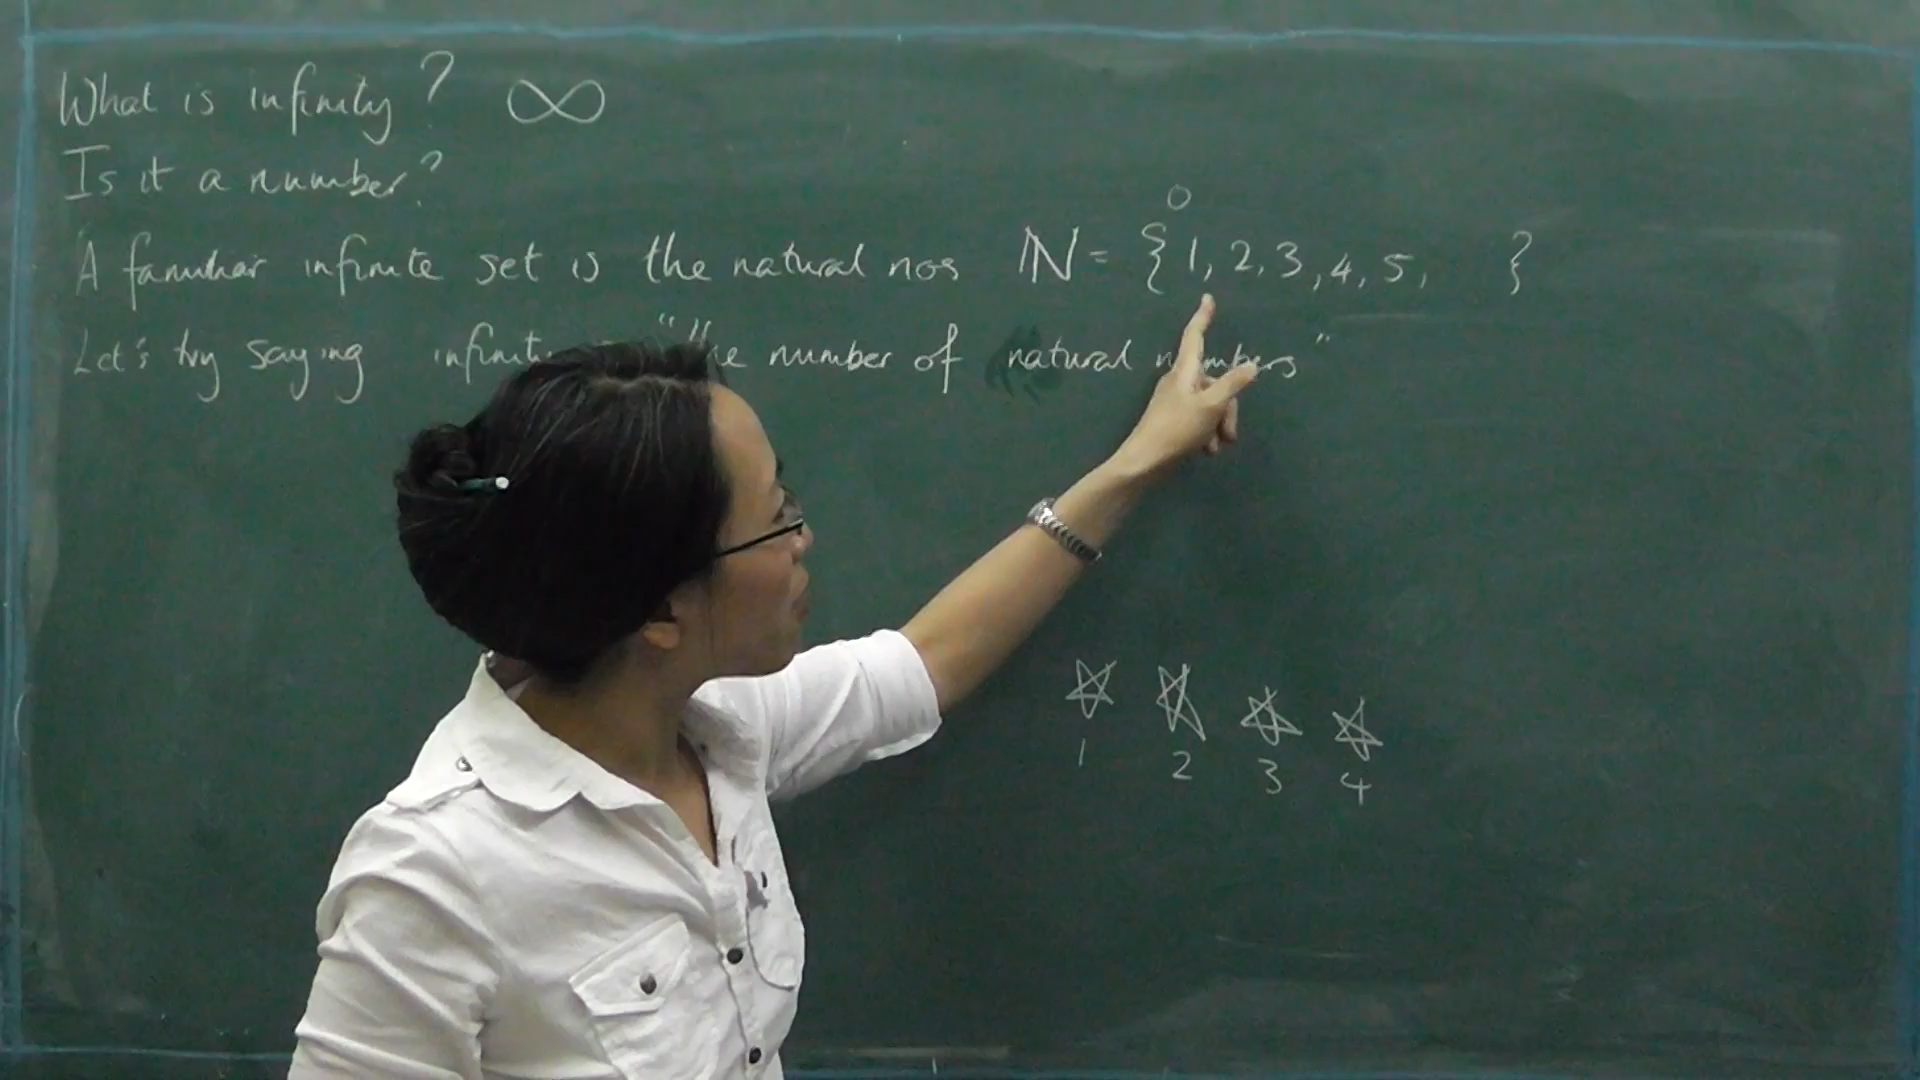 What is infinity? ∞
Is it a number?
0
A familiar infinite set is the natural nos ℕ = { 1, 2, 3, 4, 5, }
Let's try saying "the number of natural numbers"
1 2 3 4